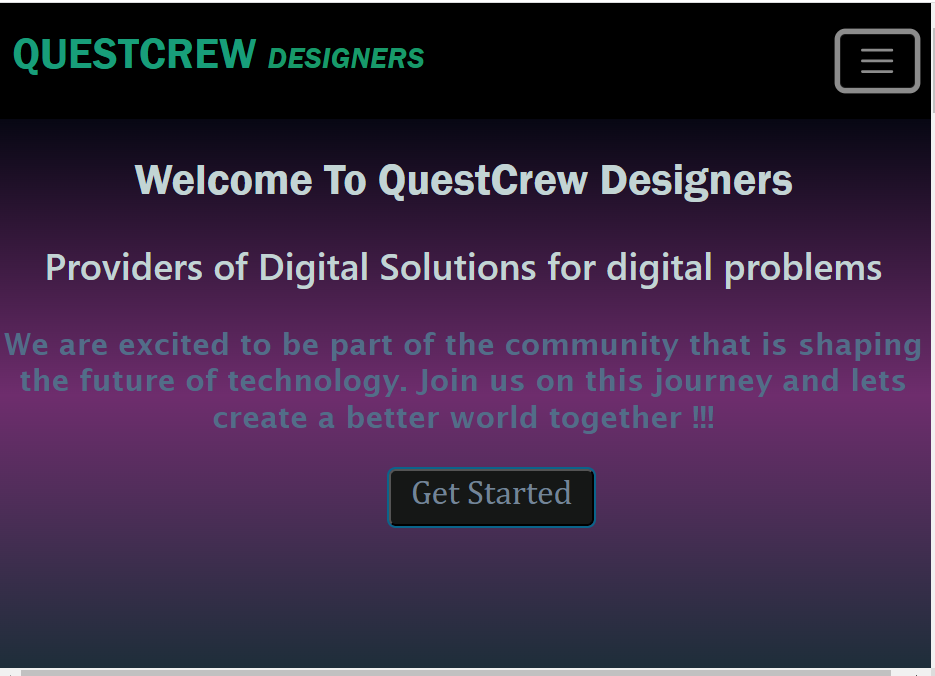 QUESTCREW DESIGNERS
Welcome To QuestCrew Designers
Providers of Digital Solutions for digital problems
We are excited to be part of the community that is shaping
the future of technology. Join us on this journey and lets
create a better world together !!!
Get Started